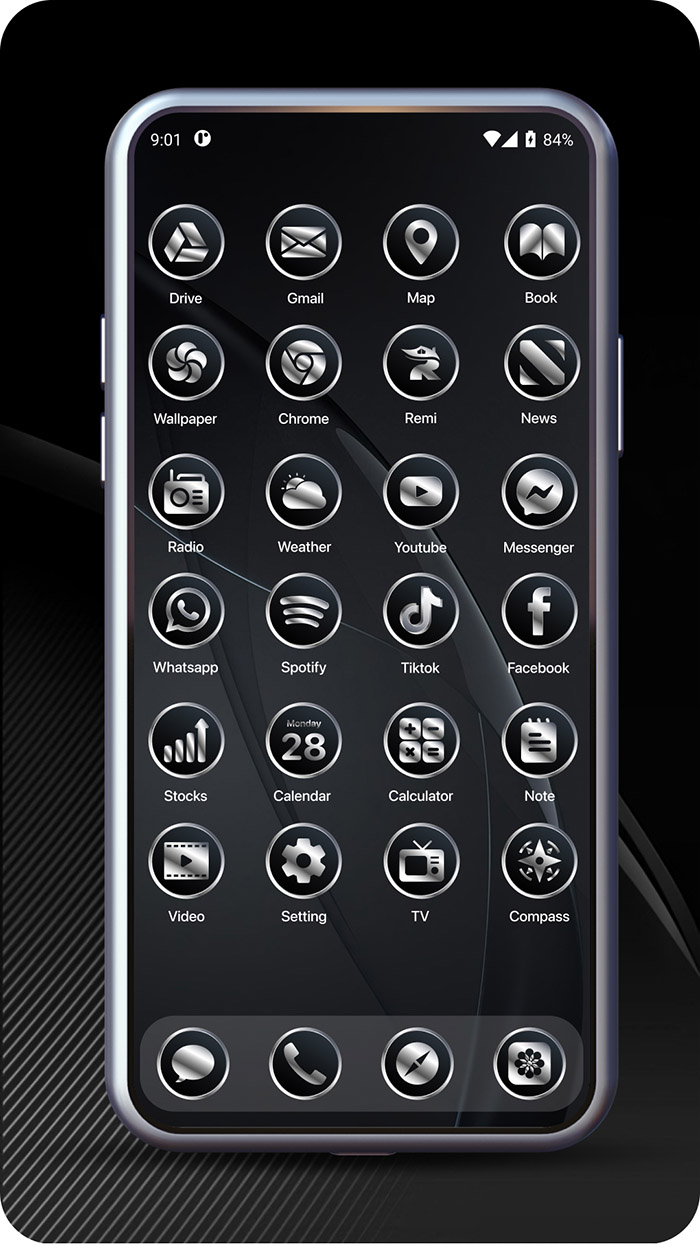 9:01 84%
Drive Gmail Map Book
Wallpaper Chrome Remi News
Radio Weather Youtube Messenger
Whatsapp Spotify Tiktok Facebook
Monday
28
Stocks Calendar Calculator Note
Video Setting TV Compass